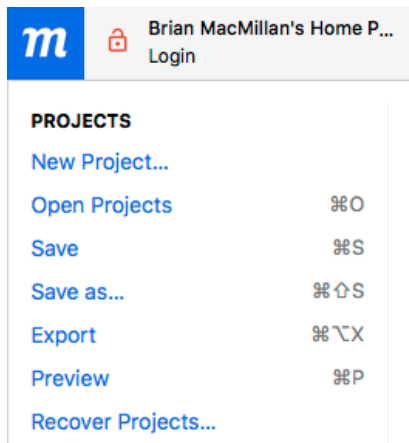 m
Brian MacMillan's Home P...
Login
PROJECTS
New Project...
Open Projects ⌘O
Save ⌘S
Save as... ⌘⇧S
Export ⌘⌥X
Preview ⌘P
Recover Projects...